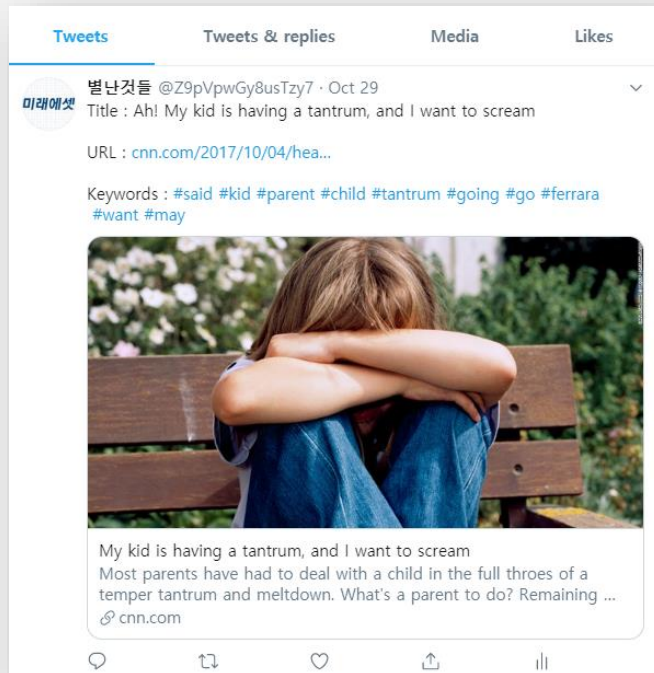 Tweets Tweets & replies Media Likes
미래에셋
별난것들 @Z9pVpwGy8usTzy7 · Oct 29
Title : Ah! My kid is having a tantrum, and I want to scream
URL : cnn.com/2017/10/04/hea...
Keywords : #said #kid #parent #child #tantrum #going #go #ferrara
#want #may
My kid is having a tantrum, and I want to scream
Most parents have had to deal with a child in the full throes of a
temper tantrum and meltdown. What's a parent to do? Remaining ...
cnn.com